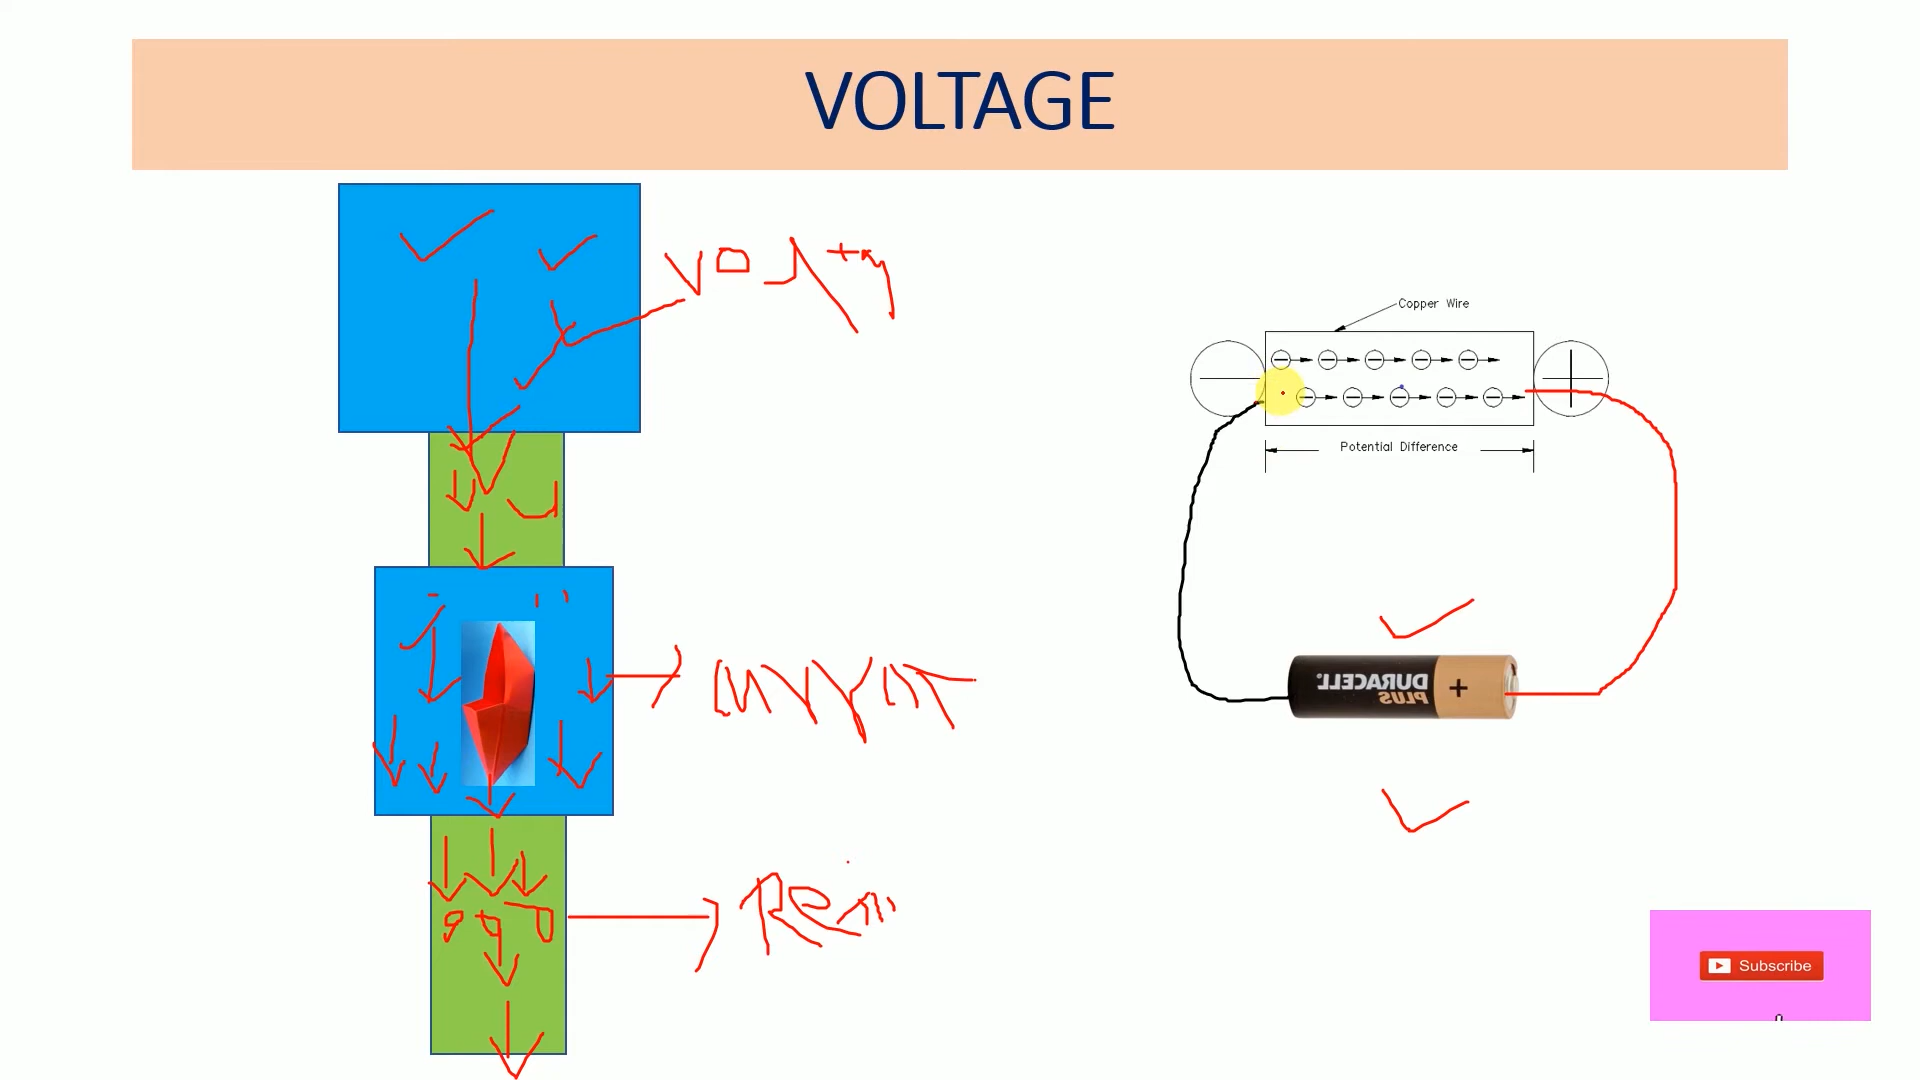 VOLTAGE
Copper Wire
Potential Difference
DURACELL
PLUS
+
Subscribe